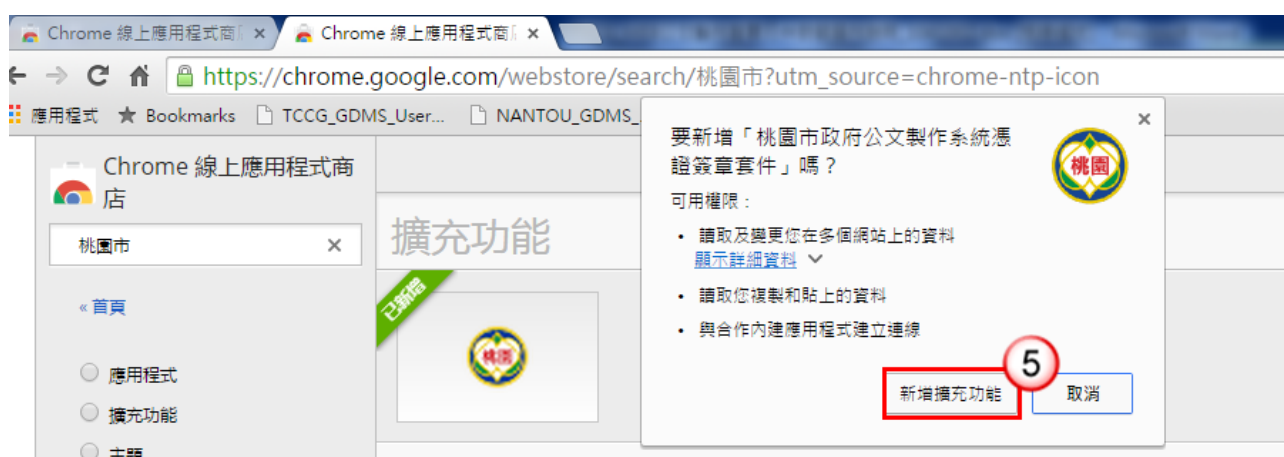 Chrome 線上應用程式商
Chrome 線上應用程式商
https://chrome.google.com/webstore/search/桃園市?utm_source=chrome-ntp-icon
應用程式 Bookmarks TCCG_GDMS_User... NANTOU_GDMS_
Chrome 線上應用程式商
店
桃市
«首頁
應用程式
擴充功能
主題
擴充功能
已新增
桃園
要新增「桃園市政府公文製作系統憑
證簽章套件」嗎？
桃園
可用權限：
• 讀取及變更您在多個網站上的資料
顯示詳細資料
• 讀取您複製和貼上的資料
• 與合作內建應用程式建立連線
5
新增擴充功能
取消